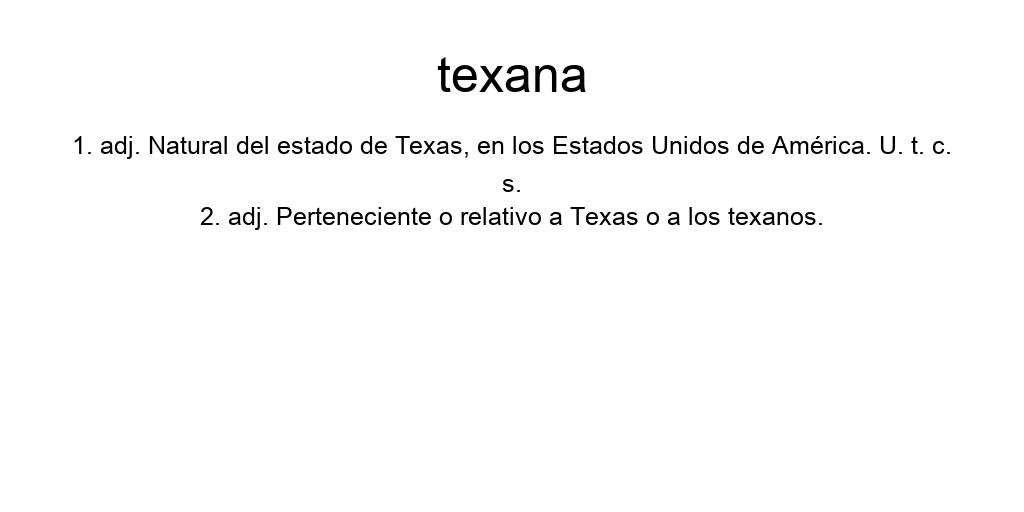 texana
1. adj. Natural del estado de Texas, en los Estados Unidos de América. U. t. c.
s.
2. adj. Perteneciente o relativo a Texas o a los texanos.